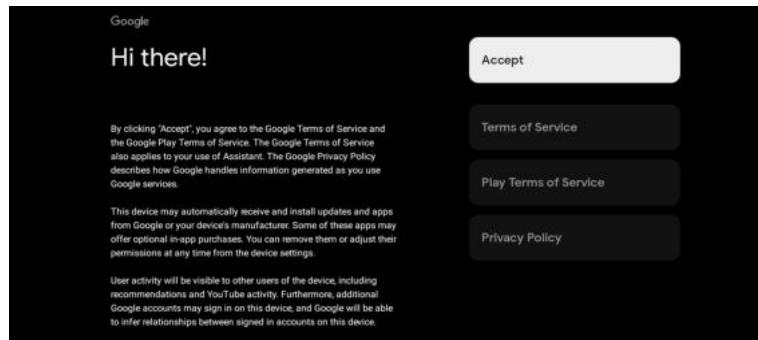 Google
Hi there!
By clicking "Accept", you agree to the Google Terms of Service and
the Google Play Terms of Service. The Google Terms of Service
also applies to your use of Assistant. The Google Privacy Policy
describes how Google handles information generated as you use
Google services.
This device may automatically receive and install updates and apps
from Google or your device's manufacturer. Some of these apps may
offer optional in-app purchases. You can remove them or adjust their
permissions at any time from the device settings.
User activity will be visible to other users of the device, including
recommendations and YouTube activity. Furthermore, additional
Google accounts may sign in on this device, and Google will be able
to infer relationships between signed in accounts on this device.
Accept
Terms of Service
Play Terms of Service
Privacy Policy